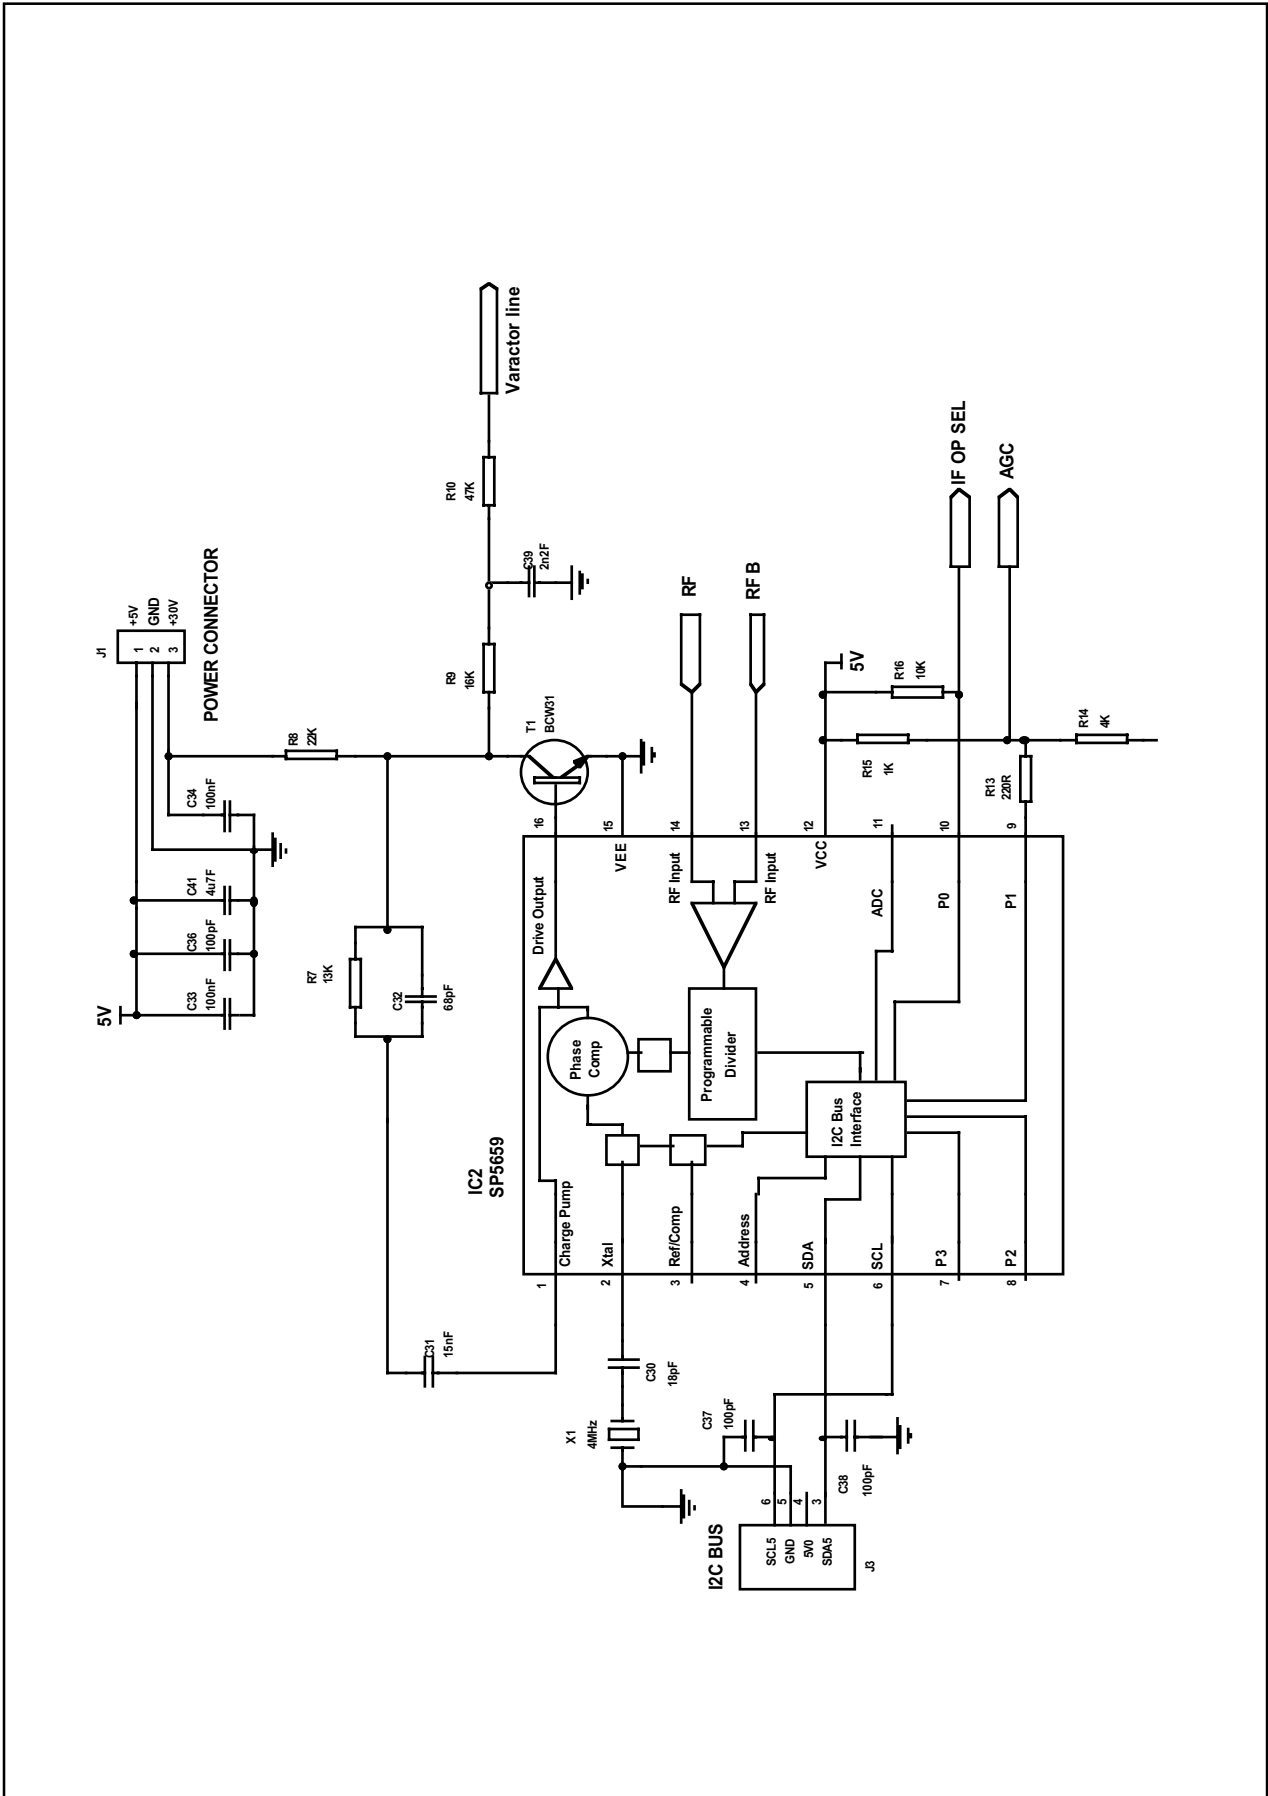 J1
+5V
GND
+30V
1
2
3
POWER CONNECTOR
5V
C33
100nF
C36
100pF
C41
4u7F
C34
100nF
R8
22K
R7
13K
C32
68pF
C31
15nF
R9
16K
R10
47K
C39
2n2F
Varactor line
T1
BCW31
IC2
SP5659
1
Charge Pump
2
Xtal
3
Ref/Comp
4
Address
5
SDA
6
SCL
7
P3
8
P2
16
Drive Output
15
VEE
14
RF Input
13
RF Input
12
VCC
11
ADC
10
P0
9
P1
Phase
Comp
Programmable
Divider
I2C Bus
Interface
RF
RF B
5V
R16
10K
R15
1K
R13
220R
R14
4K
IF OP SEL
AGC
C30
18pF
X1
4MHz
C37
100pF
C38
100pF
I2C BUS
SCL5
GND
5V0
SDA5
6
5
4
3
J3